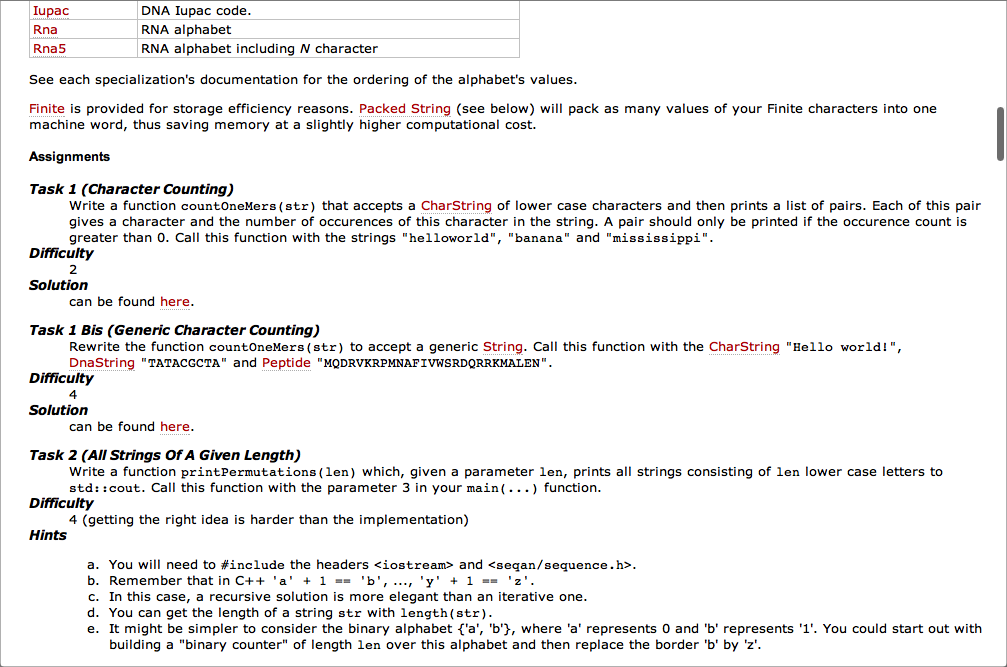 Iupac DNA Iupac code.
Rna RNA alphabet
Rna5 RNA alphabet including N character
See each specialization's documentation for the ordering of the alphabet's values.
Finite is provided for storage efficiency reasons. Packed String (see below) will pack as many values of your Finite characters into one
machine word, thus saving memory at a slightly higher computational cost.
Assignments
Task 1 (Character Counting)
Write a function countOneMers(str) that accepts a CharString of lower case characters and then prints a list of pairs. Each of this pair
gives a character and the number of occurences of this character in the string. A pair should only be printed if the occurence count is
greater than 0. Call this function with the strings "helloworld", "banana" and "mississippi".
Difficulty
2
Solution
can be found here.
Task 1 Bis (Generic Character Counting)
Rewrite the function countOneMers(str) to accept a generic String. Call this function with the CharString "Hello world!",
DnaString "TATACGCTA" and Peptide "MQDRVKRPMNAFIVWSRDQRRKMALEN".
Difficulty
4
Solution
can be found here.
Task 2 (All Strings Of A Given Length)
Write a function printPermutations(len) which, given a parameter len, prints all strings consisting of len lower case letters to
std::cout. Call this function with the parameter 3 in your main(...) function.
Difficulty
4 (getting the right idea is harder than the implementation)
Hints
a. You will need to #include the headers <iostream> and <seqan/sequence.h>.
b. Remember that in C++ 'a' + 1 == 'b', ..., 'y' + 1 == 'z'.
c. In this case, a recursive solution is more elegant than an iterative one.
d. You can get the length of a string str with length(str).
e. It might be simpler to consider the binary alphabet {'a', 'b'}, where 'a' represents 0 and 'b' represents '1'. You could start out with
building a "binary counter" of length len over this alphabet and then replace the border 'b' by 'z'.